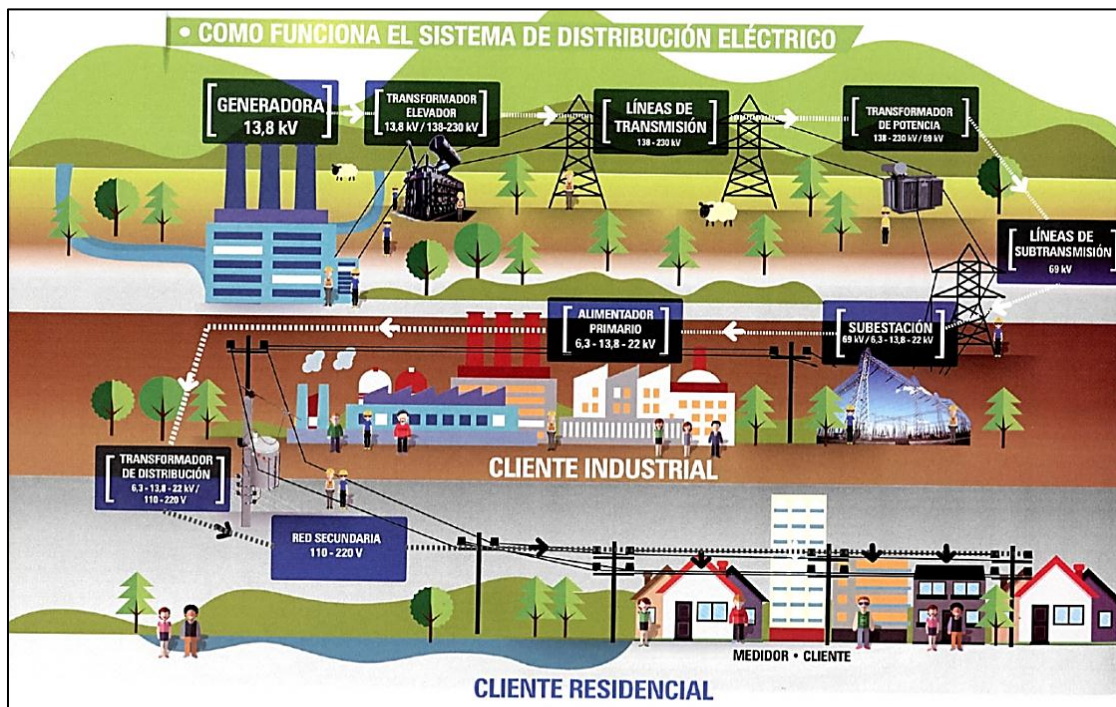 • COMO FUNCIONA EL SISTEMA DE DISTRIBUCIÓN ELÉCTRICO
GENERADORA
13,8 kV
TRANSFORMADOR
ELEVADOR
13,8 kV / 138-230 kV
LÍNEAS DE
TRANSMISIÓN
138 - 230 kV
TRANSFORMADOR
DE POTENCIA
138 - 230 kV / 69 kV
LÍNEAS DE
SUBTRANSMISIÓN
69 kV
SUBESTACIÓN
69 kV / 6,3 - 13,8 - 22 kV
ALIMENTADOR
PRIMARIO
6,3 - 13,8 - 22 kV
CLIENTE INDUSTRIAL
TRANSFORMADOR
DE DISTRIBUCIÓN
6,3 - 13,8 - 22 kV /
110 - 220 V
RED SECUNDARIA
110 - 220 V
MEDIDOR • CLIENTE
CLIENTE RESIDENCIAL